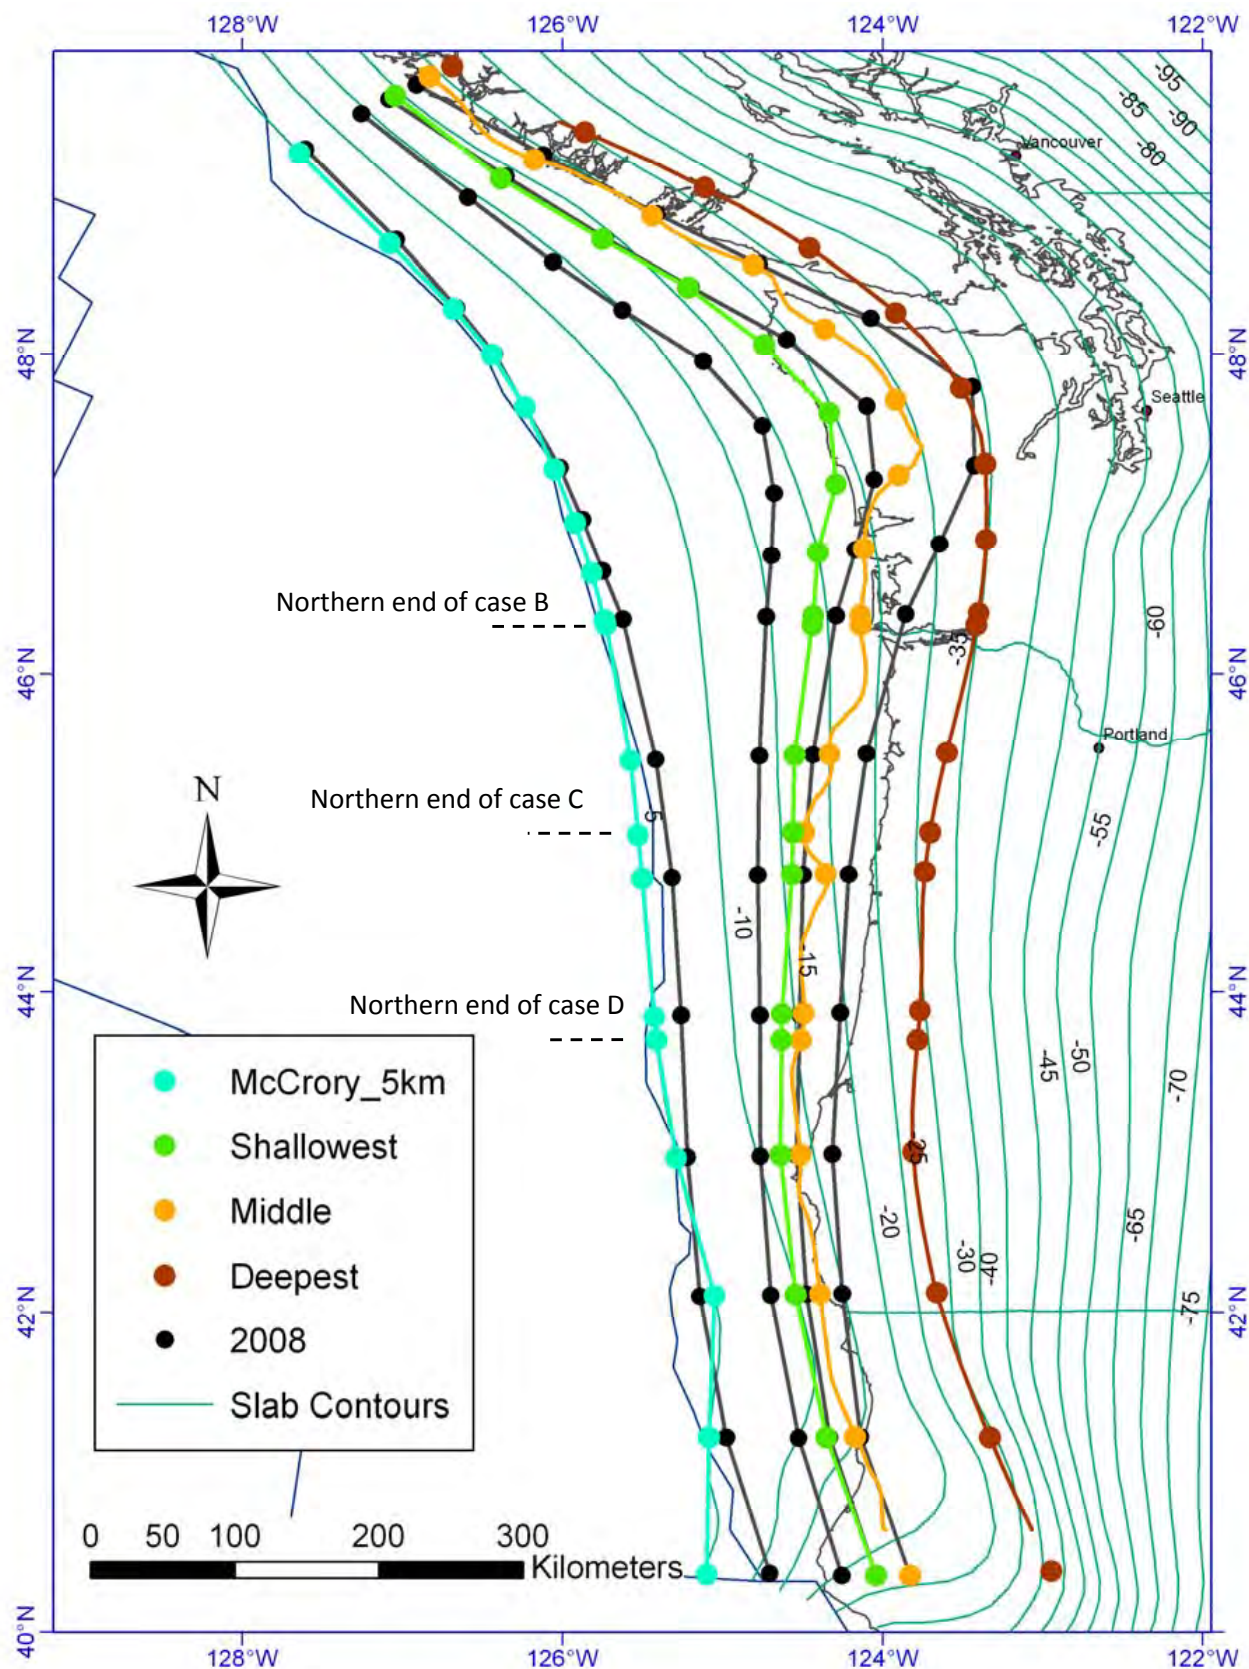 128°W 126°W 124°W 122°W
-95
-85
-90
-80
Vancouver
48°N 48°N
Seattle
Northern end of case B
-60
-35
46°N 46°N
Portland
N
Northern end of case C
5
-55
-10
-15
44°N 44°N
Northern end of case D
-45
-50
-70
McCrory_5km
Shallowest
-25
Middle
-20
-65
Deepest
-30
-40
42°N 42°N
-75
2008
Slab Contours
0 50 100 200 300
Kilometers
40°N 40°N
128°W 126°W 124°W 122°W